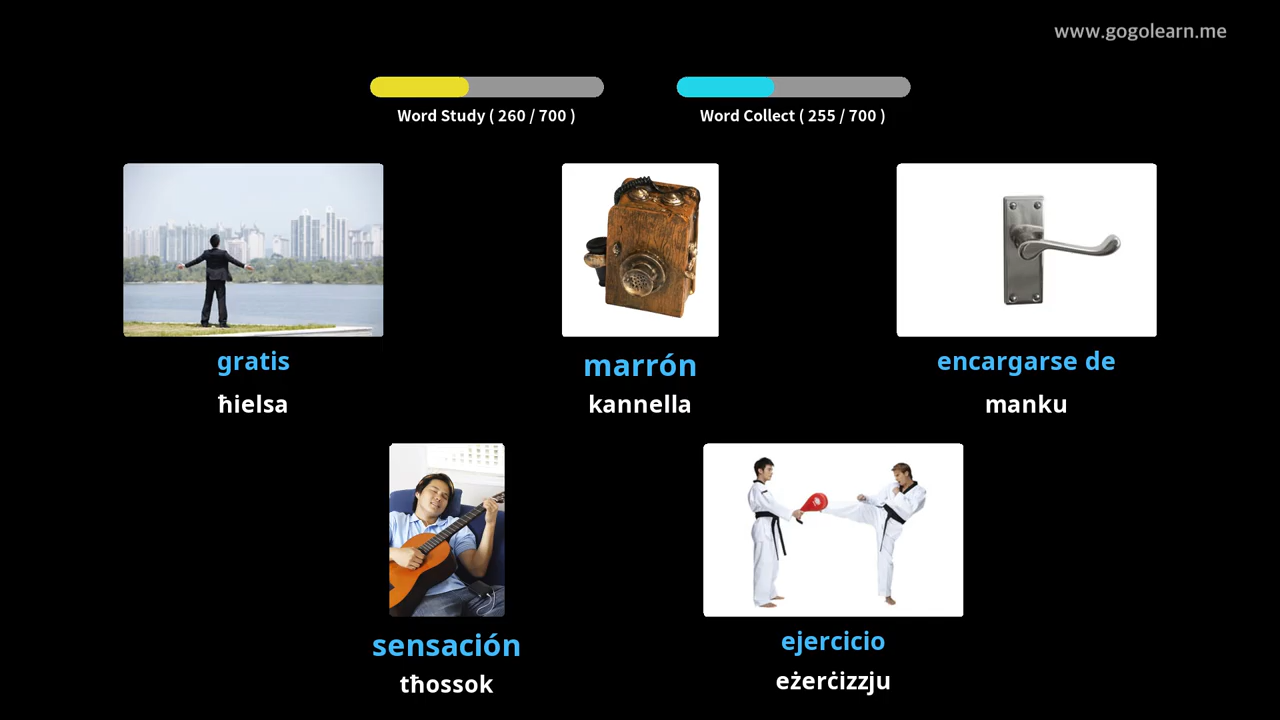 www.gogolearn.me
Word Study ( 260 / 700 )
Word Collect ( 255 / 700 )
gratis
ħielsa
marrón
kannella
encargarse de
manku
sensación
tħossok
ejercicio
eżerċizzju